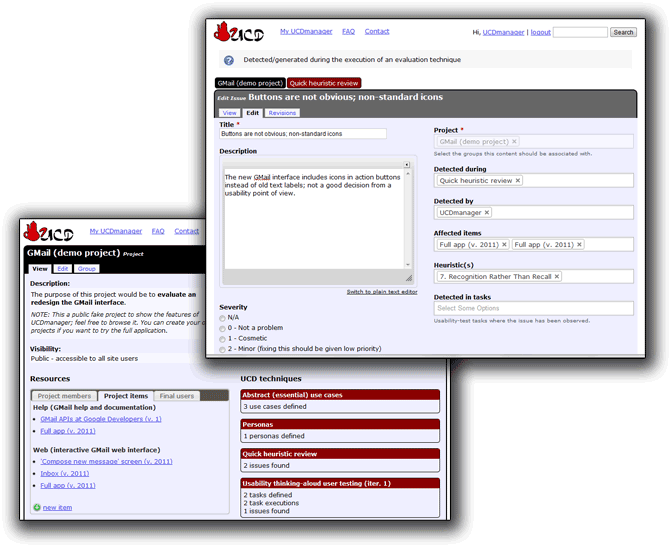 UCD
My UCDmanager FAQ Contact
Hi, UCDmanager | logout
Search
Detected/generated during the execution of an evaluation technique
GMail (demo project) Quick heuristic review
Edit Issue Buttons are not obvious; non-standard icons
View Edit Revisions
Title *
Buttons are not obvious; non-standard icons
Description
The new GMail interface includes icons in action buttons
instead of old text labels; not a good decision from a
usability point of view.
Switch to plain text editor
Severity
N/A
0 - Not a problem
1 - Cosmetic
2 - Minor (fixing this should be given low priority)
Project *
GMail (demo project) ×
Select the groups this content should be associated with.
Detected during
Quick heuristic review ×
Detected by
UCDmanager ×
Affected items
Full app (v. 2011) × Full app (v. 2011) ×
Heuristic(s)
7. Recognition Rather Than Recall ×
Detected in tasks
Select Some Options
Usability-test tasks where the issue has been observed.
UCD
My UCDmanager FAQ Contact
GMail (demo project) Project
View Edit Group
Description:
The purpose of this project would be to evaluate an
redesign the GMail interface.
NOTE: This a public fake project to show the features of
UCDmanager; feel free to browse it. You can create your o
projects if you want to try the full application.
Visibility:
Public - accessible to all site users
Resources
Project members Project items Final users
Help (GMail help and documentation)
GMail APIs at Google Developers (v. 1)
Full app (v. 2011)
Web (interactive GMail web interface)
'Compose new message' screen (v. 2011)
Inbox (v. 2011)
Full app (v. 2011)
new item
UCD techniques
Abstract (essential) use cases
3 use cases defined
Personas
1 personas defined
Quick heuristic review
2 issues found
Usability thinking-aloud user testing (iter. 1)
2 tasks defined
2 task executions
1 issues found